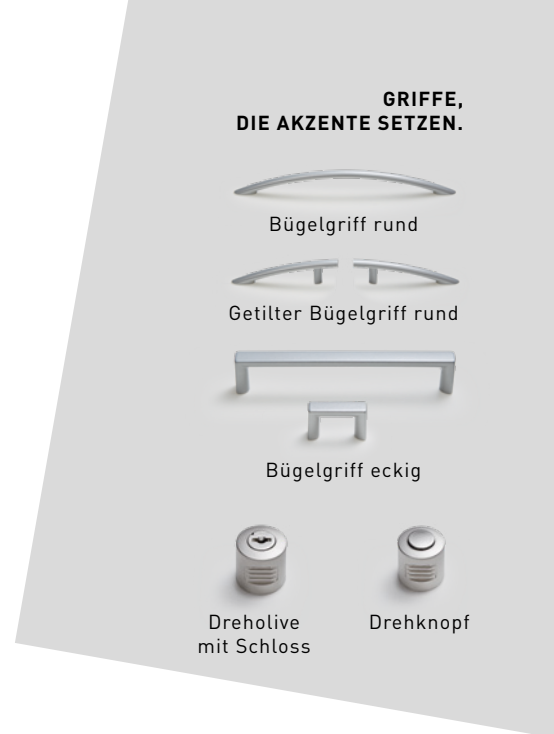 GRIFFE,
DIE AKZENTE SETZEN.
Bügelgriff rund
Getilter Bügelgriff rund
Bügelgriff eckig
Dreholive
mit Schloss
Drehknopf